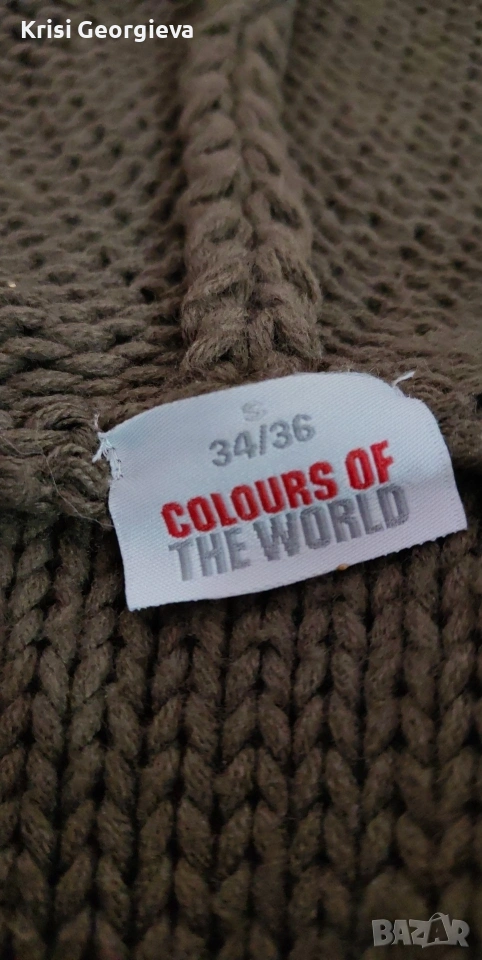 Krisi Georgieva
S
34/36
COLOURS OF
THE WORLD
BAZAR